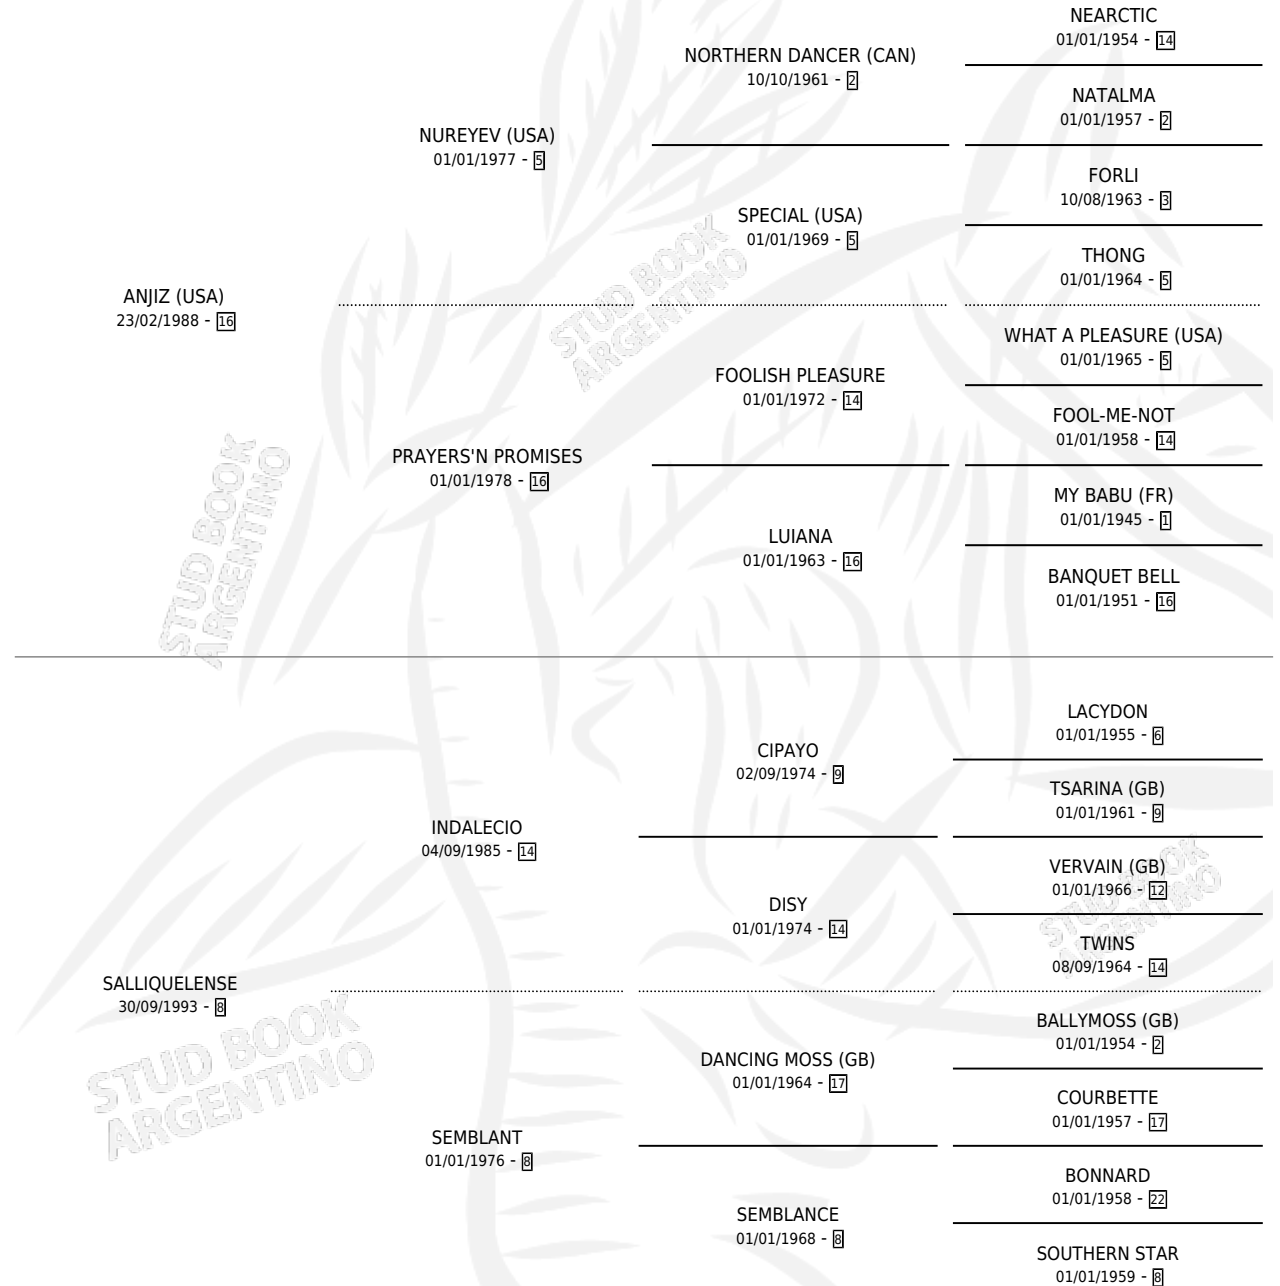 NEARCTIC
01/01/1954 - 14
NORTHERN DANCER (CAN)
10/10/1961 - 2
NATALMA
01/01/1957 - 2
NUREYEV (USA)
01/01/1977 - 5
FORLI
10/08/1963 - 3
SPECIAL (USA)
01/01/1969 - 5
THONG
01/01/1964 - 5
ANJIZ (USA)
23/02/1988 - 16
WHAT A PLEASURE (USA)
01/01/1965 - 5
FOOLISH PLEASURE
01/01/1972 - 14
FOOL-ME-NOT
01/01/1958 - 14
PRAYERS'N PROMISES
01/01/1978 - 16
MY BABU (FR)
01/01/1945 - 1
LUIANA
01/01/1963 - 16
BANQUET BELL
01/01/1951 - 16
LACYDON
01/01/1955 - 6
CIPAYO
02/09/1974 - 9
TSARINA (GB)
01/01/1961 - 9
INDALECIO
04/09/1985 - 14
VERVAIN (GB)
01/01/1966 - 12
DISY
01/01/1974 - 14
TWINS
08/09/1964 - 14
SALLIQUELENSE
30/09/1993 - 8
BALLYMOSS (GB)
01/01/1954 - 2
DANCING MOSS (GB)
01/01/1964 - 17
COURBETTE
01/01/1957 - 17
SEMBLANT
01/01/1976 - 8
BONNARD
01/01/1958 - 22
SEMBLANCE
01/01/1968 - 8
SOUTHERN STAR
01/01/1959 - 8
STUD BOOK
ARGENTINO
STUD BOOK
ARGENTINO
STUD BOOK
ARGENTINO
STUD BOOK
ARGENTINO